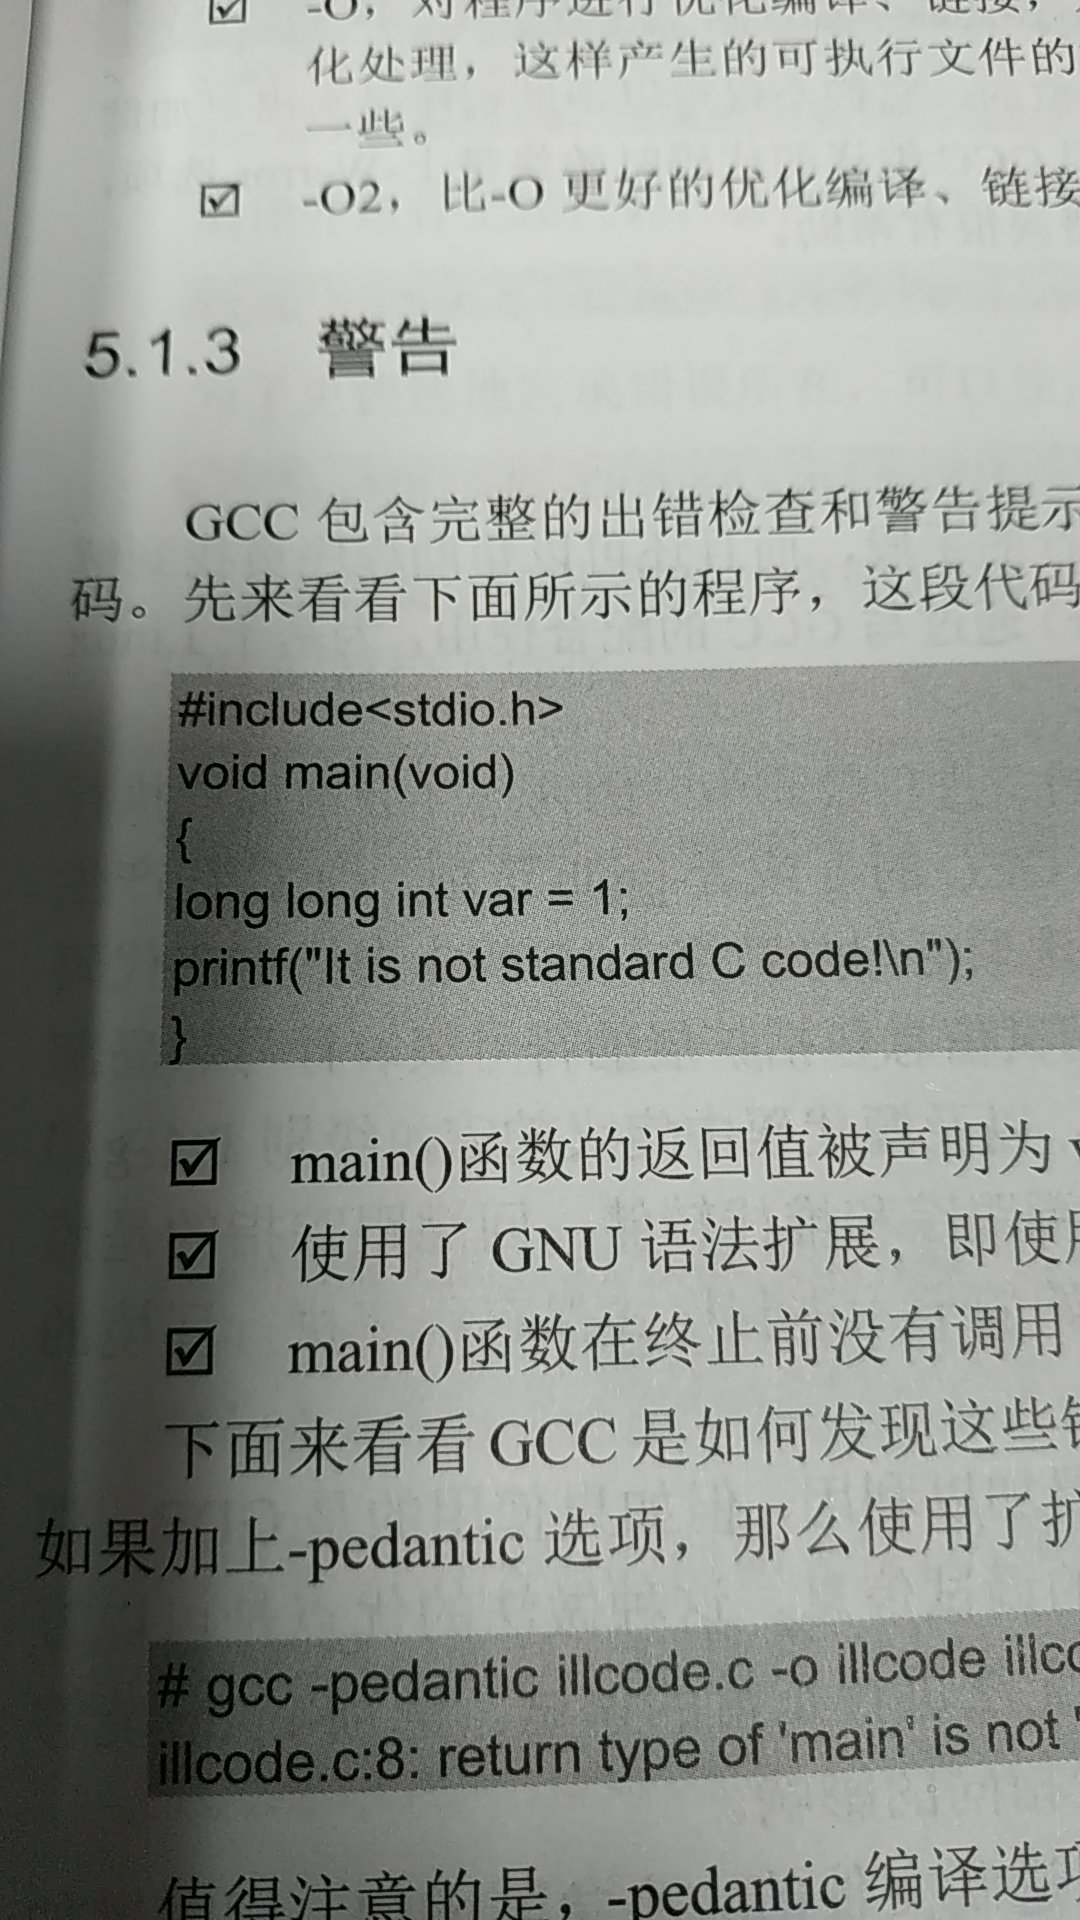 -O，对程序进行优化编译、链接，
化处理，这样产生的可执行文件的
一些。
-O2，比-O 更好的优化编译、链接
5.1.3 警告
GCC 包含完整的出错检查和警告提示
码。先来看看下面所示的程序，这段代码
#include<stdio.h>
void main(void)
{
long long int var = 1;
printf("It is not standard C code!\n");
}
main()函数的返回值被声明为
使用了 GNU 语法扩展，即使用
main()函数在终止前没有调用
下面来看看 GCC 是如何发现这些
如果加上-pedantic 选项，那么使用了扩
# gcc -pedantic illcode.c -o illcode illco
illcode.c:8: return type of 'main' is not '
值得注意的是，-pedantic 编译选项